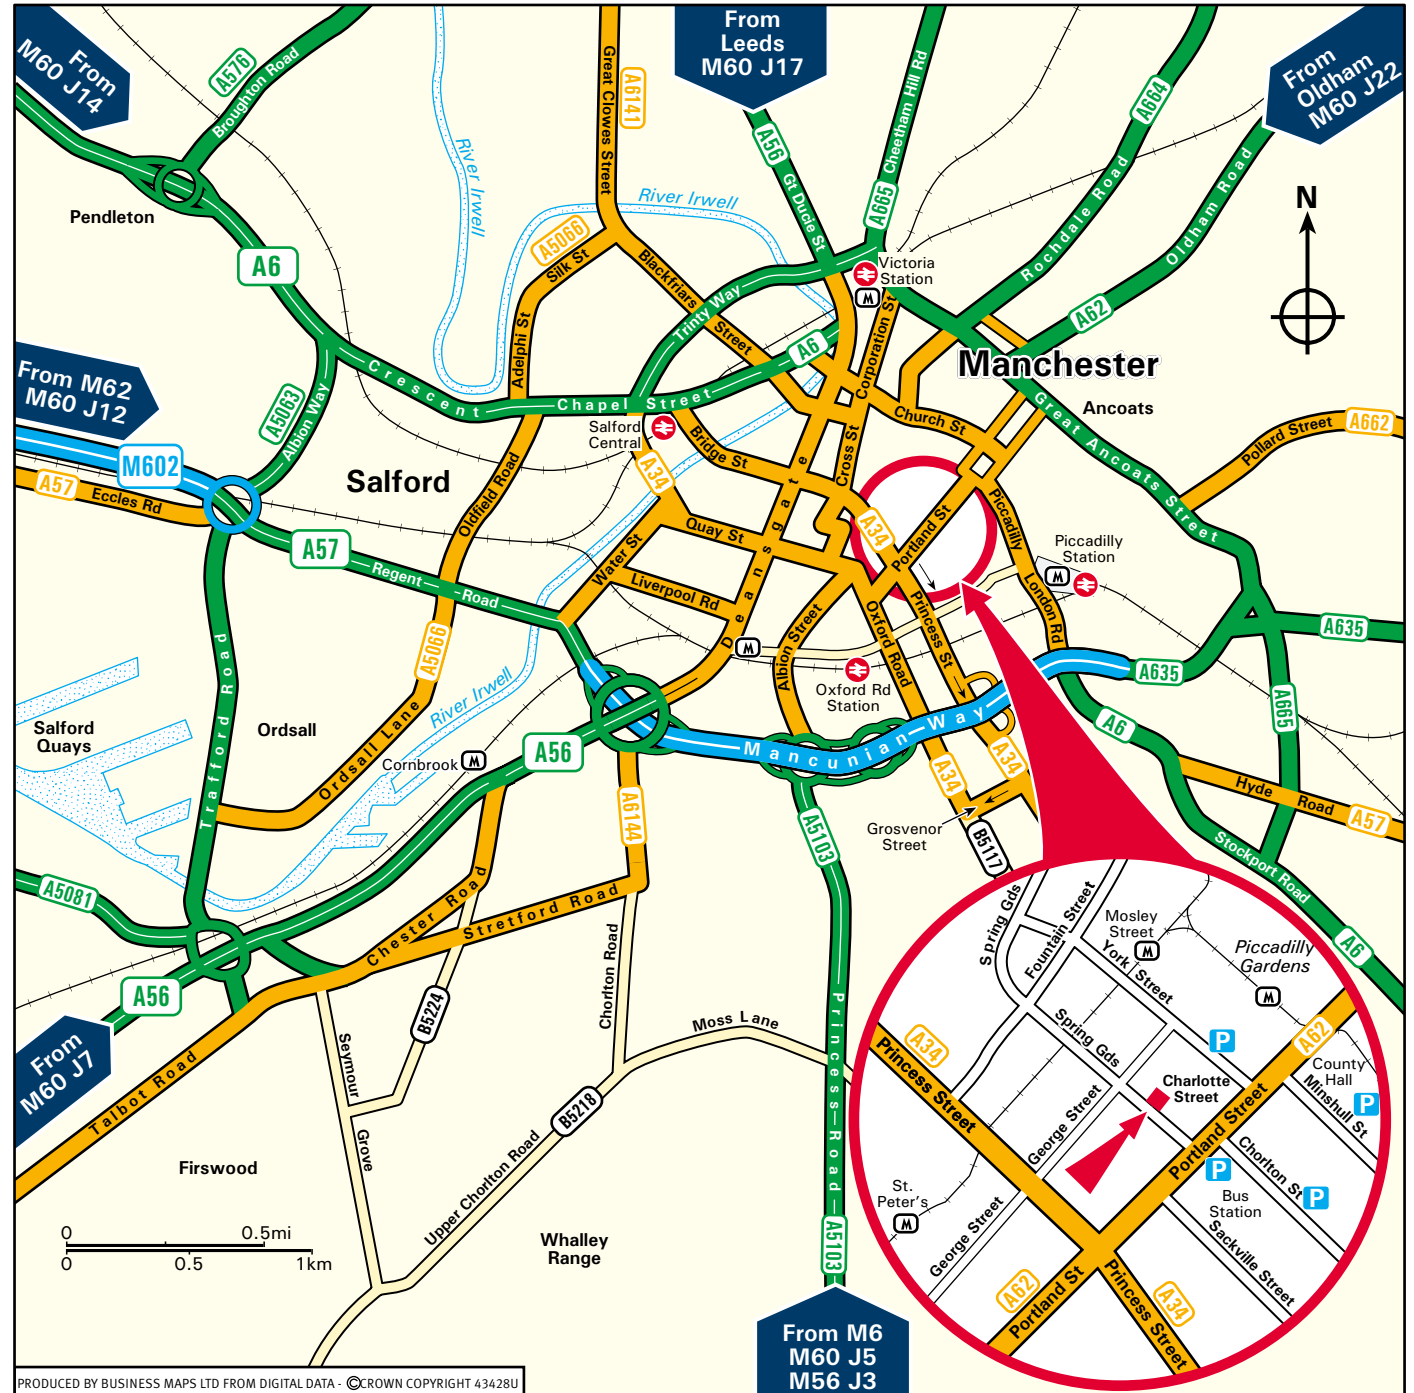 From
M60 J14
A576
Broughton Road
Great Clowes Street
A6141
From
Leeds
M60 J17
A56
Gt Ducie St
Cheetham Hill Rd
A665
A664
Rochdale Road
From
Oldham
M60 J22
Oldham Road
A62
N
River Irwell
River Irwell
Pendleton
A6
A5066
Silk St
Blackfriars
Street
Trinty Way
Victoria
Station
M
Adelphi St
A6
Corporation St
Manchester
Ancoats
From M62
M60 J12
A5063
Albion Way
Crescent
Chapel Street
Salford
Central
Church St
Great Ancoats Street
Pollard Street
A662
M602
A57
Eccles Rd
Salford
Oldfield Road
A34
Bridge St
Cross St
Deansgate
Quay St
A34
Portland St
Piccadilly
Piccadilly
Station
M
A57
Regent Road
Water St
Liverpool Rd
Albion Street
Oxford Road
Princess St
London Rd
A635
A635
A665
A5066
River Irwell
M
Oxford Rd
Station
Trafford Road
Salford
Quays
Ordsall
Ordsall Lane
Cornbrook
M
A56
Mancunian Way
A6
A34
A34
Hyde Road
A57
Grosvenor
Street
B5117
A6144
A5103
Stockport Road
A6
A5081
Chester Road
Stretford Road
A56
From
M60 J7
Talbot Road
Seymour
Grove
B5224
Chorlton Road
Moss Lane
B5218
Upper Chorlton Road
Princess Road
A5103
Firswood
Whalley
Range
0
0.5mi
0
0.5
1km
From M6
M60 J5
M56 J3
Spring Gds
Fountain Street
Mosley
Street
M
York Street
Piccadilly
Gardens
M
A34
Princess Street
Spring Gds
P
A62
County
Hall
Minshull St
P
Charlotte
Street
George Street
Portland Street
Chorlton St
P
P
Bus
Station
St.
Peter's
M
George Street
Sackville Street
A62
Portland St
Princess Street
A34
PRODUCED BY BUSINESS MAPS LTD FROM DIGITAL DATA - ©CROWN COPYRIGHT 43428U